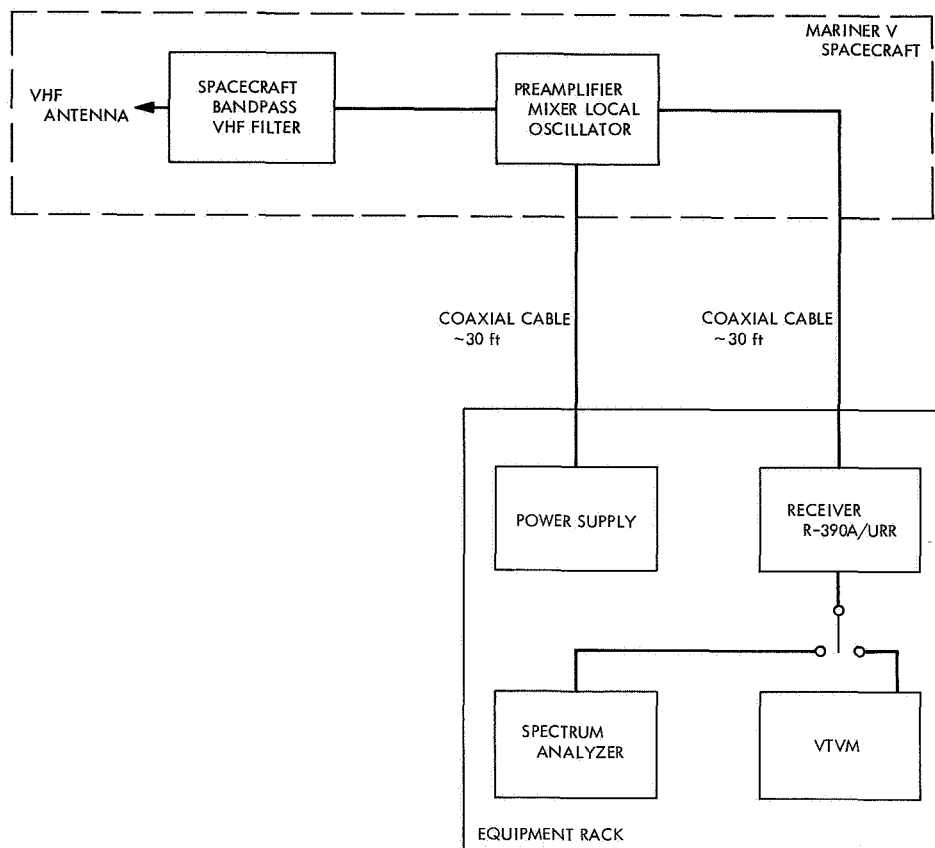 MARINER V
SPACECRAFT
VHF
ANTENNA
SPACECRAFT
BANDPASS
VHF FILTER
PREAMPLIFIER
MIXER LOCAL
OSCILLATOR
COAXIAL CABLE
~30 ft
COAXIAL CABLE
~30 ft
POWER SUPPLY
RECEIVER
R-390A/URR
SPECTRUM
ANALYZER
VTVM
EQUIPMENT RACK